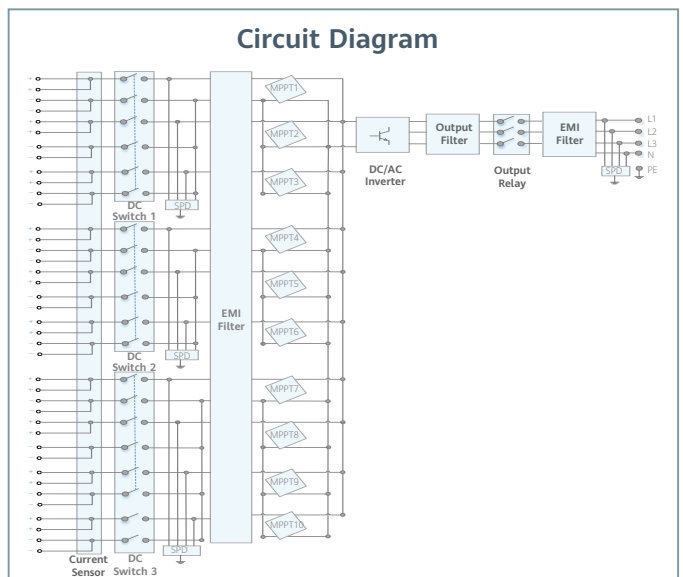 Circuit Diagram
MPPT1
MPPT2
MPPT3
DC
Switch 1
SPD
MPPT4
MPPT5
MPPT6
DC
Switch 2
SPD
EMI
Filter
MPPT7
MPPT8
MPPT9
MPPT10
Current
Sensor
DC
Switch 3
SPD
DC/AC
Inverter
Output
Filter
Output
Relay
EMI
Filter
L1
L2
L3
N
SPD
PE